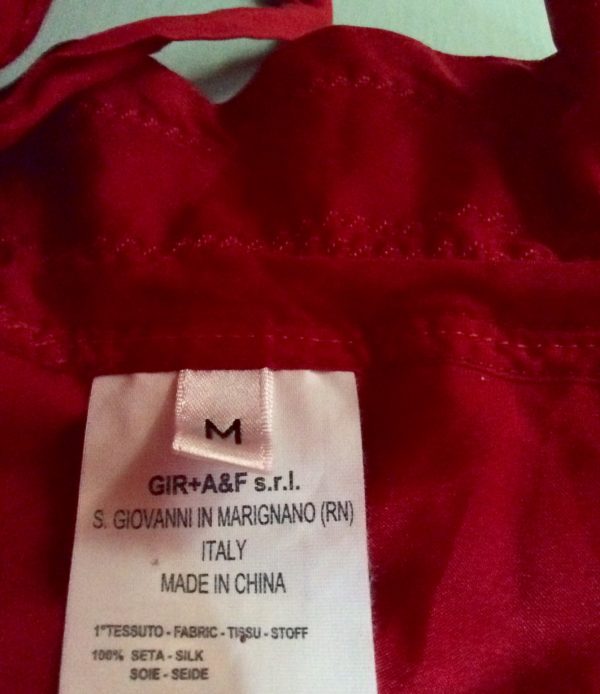 M
GIR+A&F s.r.l.
S. GIOVANNI IN MARIGNANO (RN)
ITALY
MADE IN CHINA
1°TESSUTO - FABRIC - TISSU - STOFF
100% SETA - SILK
SOIE - SEIDE